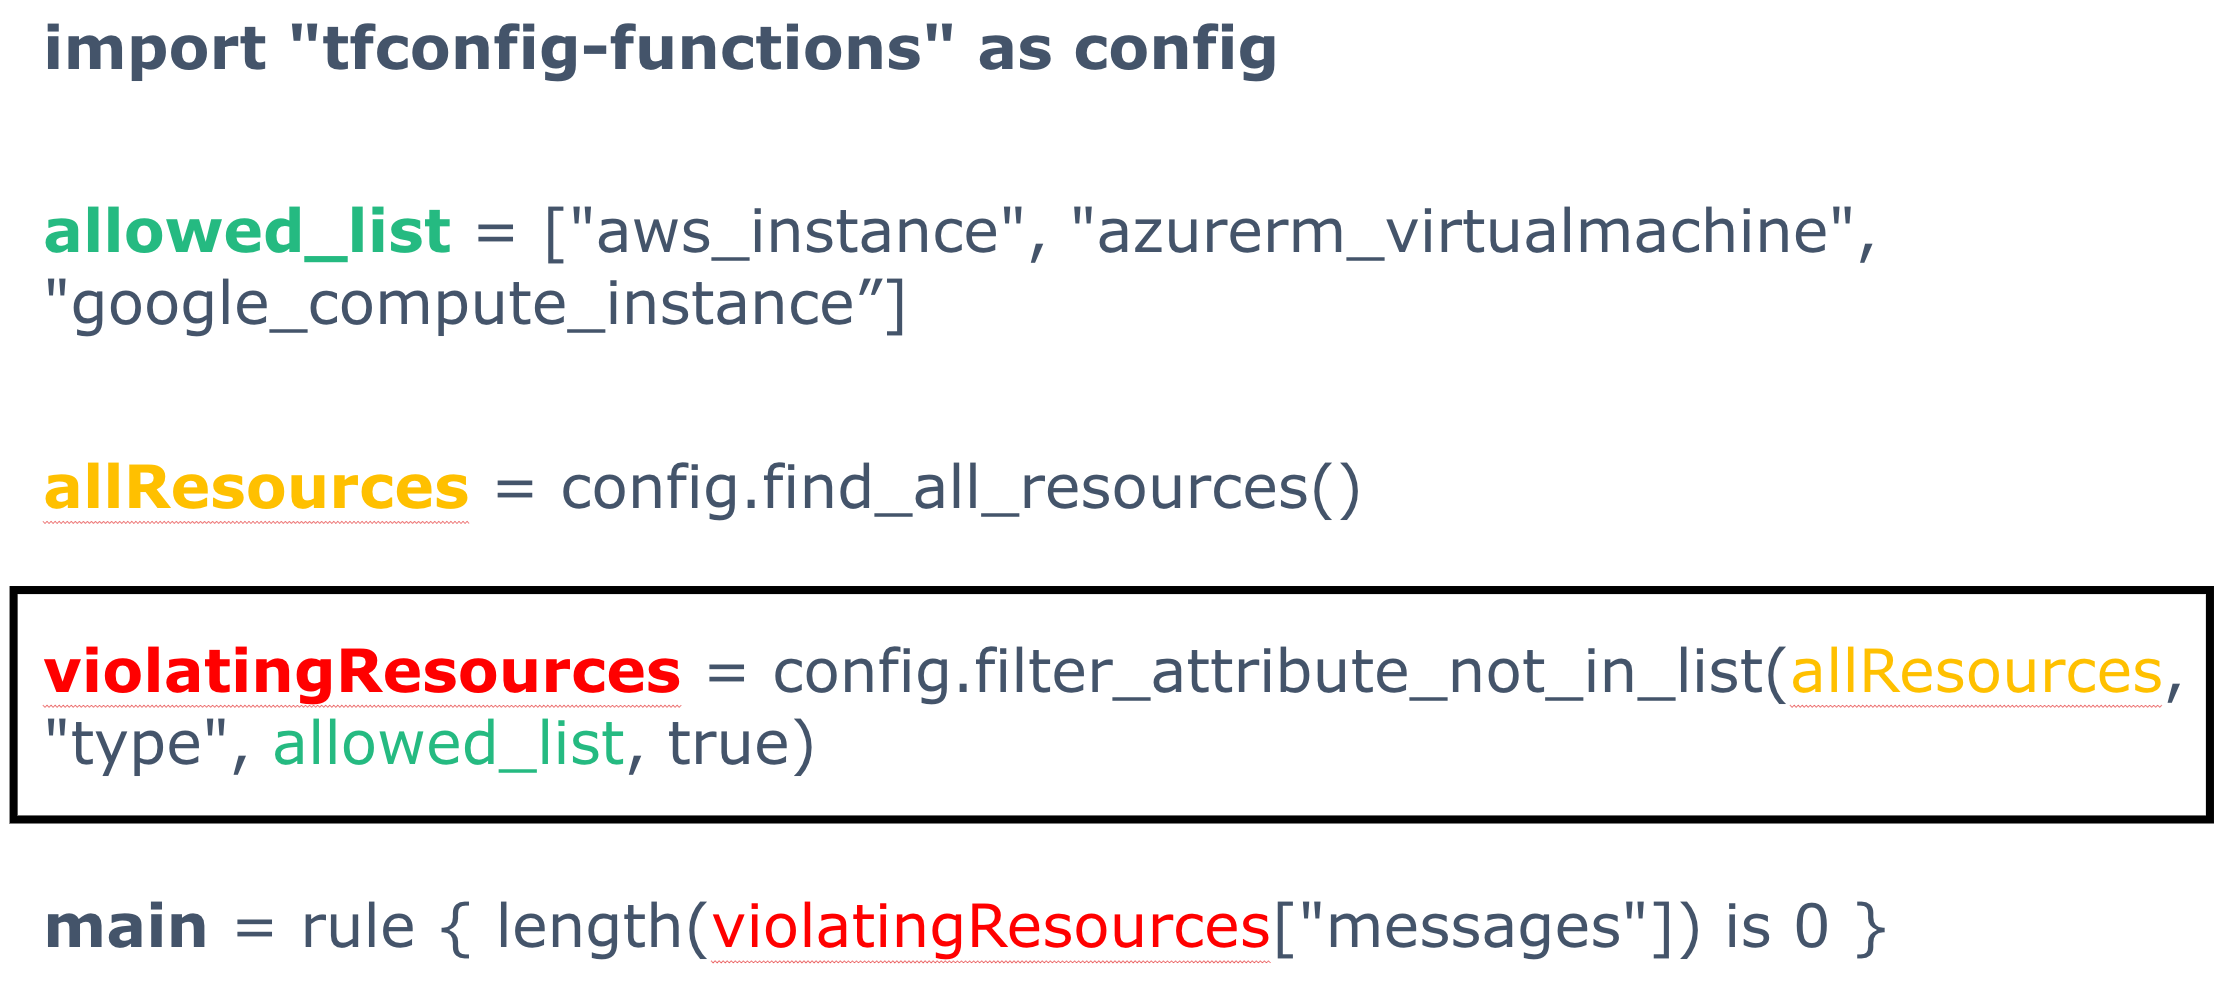 import "tfconfig-functions" as config
allowed_list = ["aws_instance", "azurerm_virtualmachine",
"google_compute_instance”]
allResources = config.find_all_resources()
violatingResources = config.filter_attribute_not_in_list(allResources,
"type", allowed_list, true)
main = rule { length(violatingResources["messages"]) is 0 }